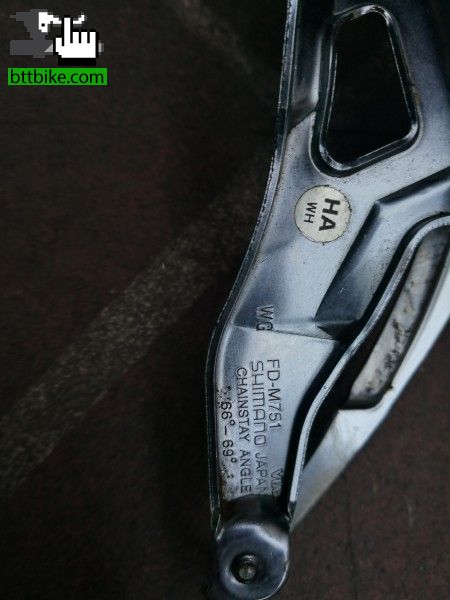 bttbike.com
HA
WH
WG
FD-M751
SHIMANO JAPAN
CHAINSTAY ANGLE
66°-69°